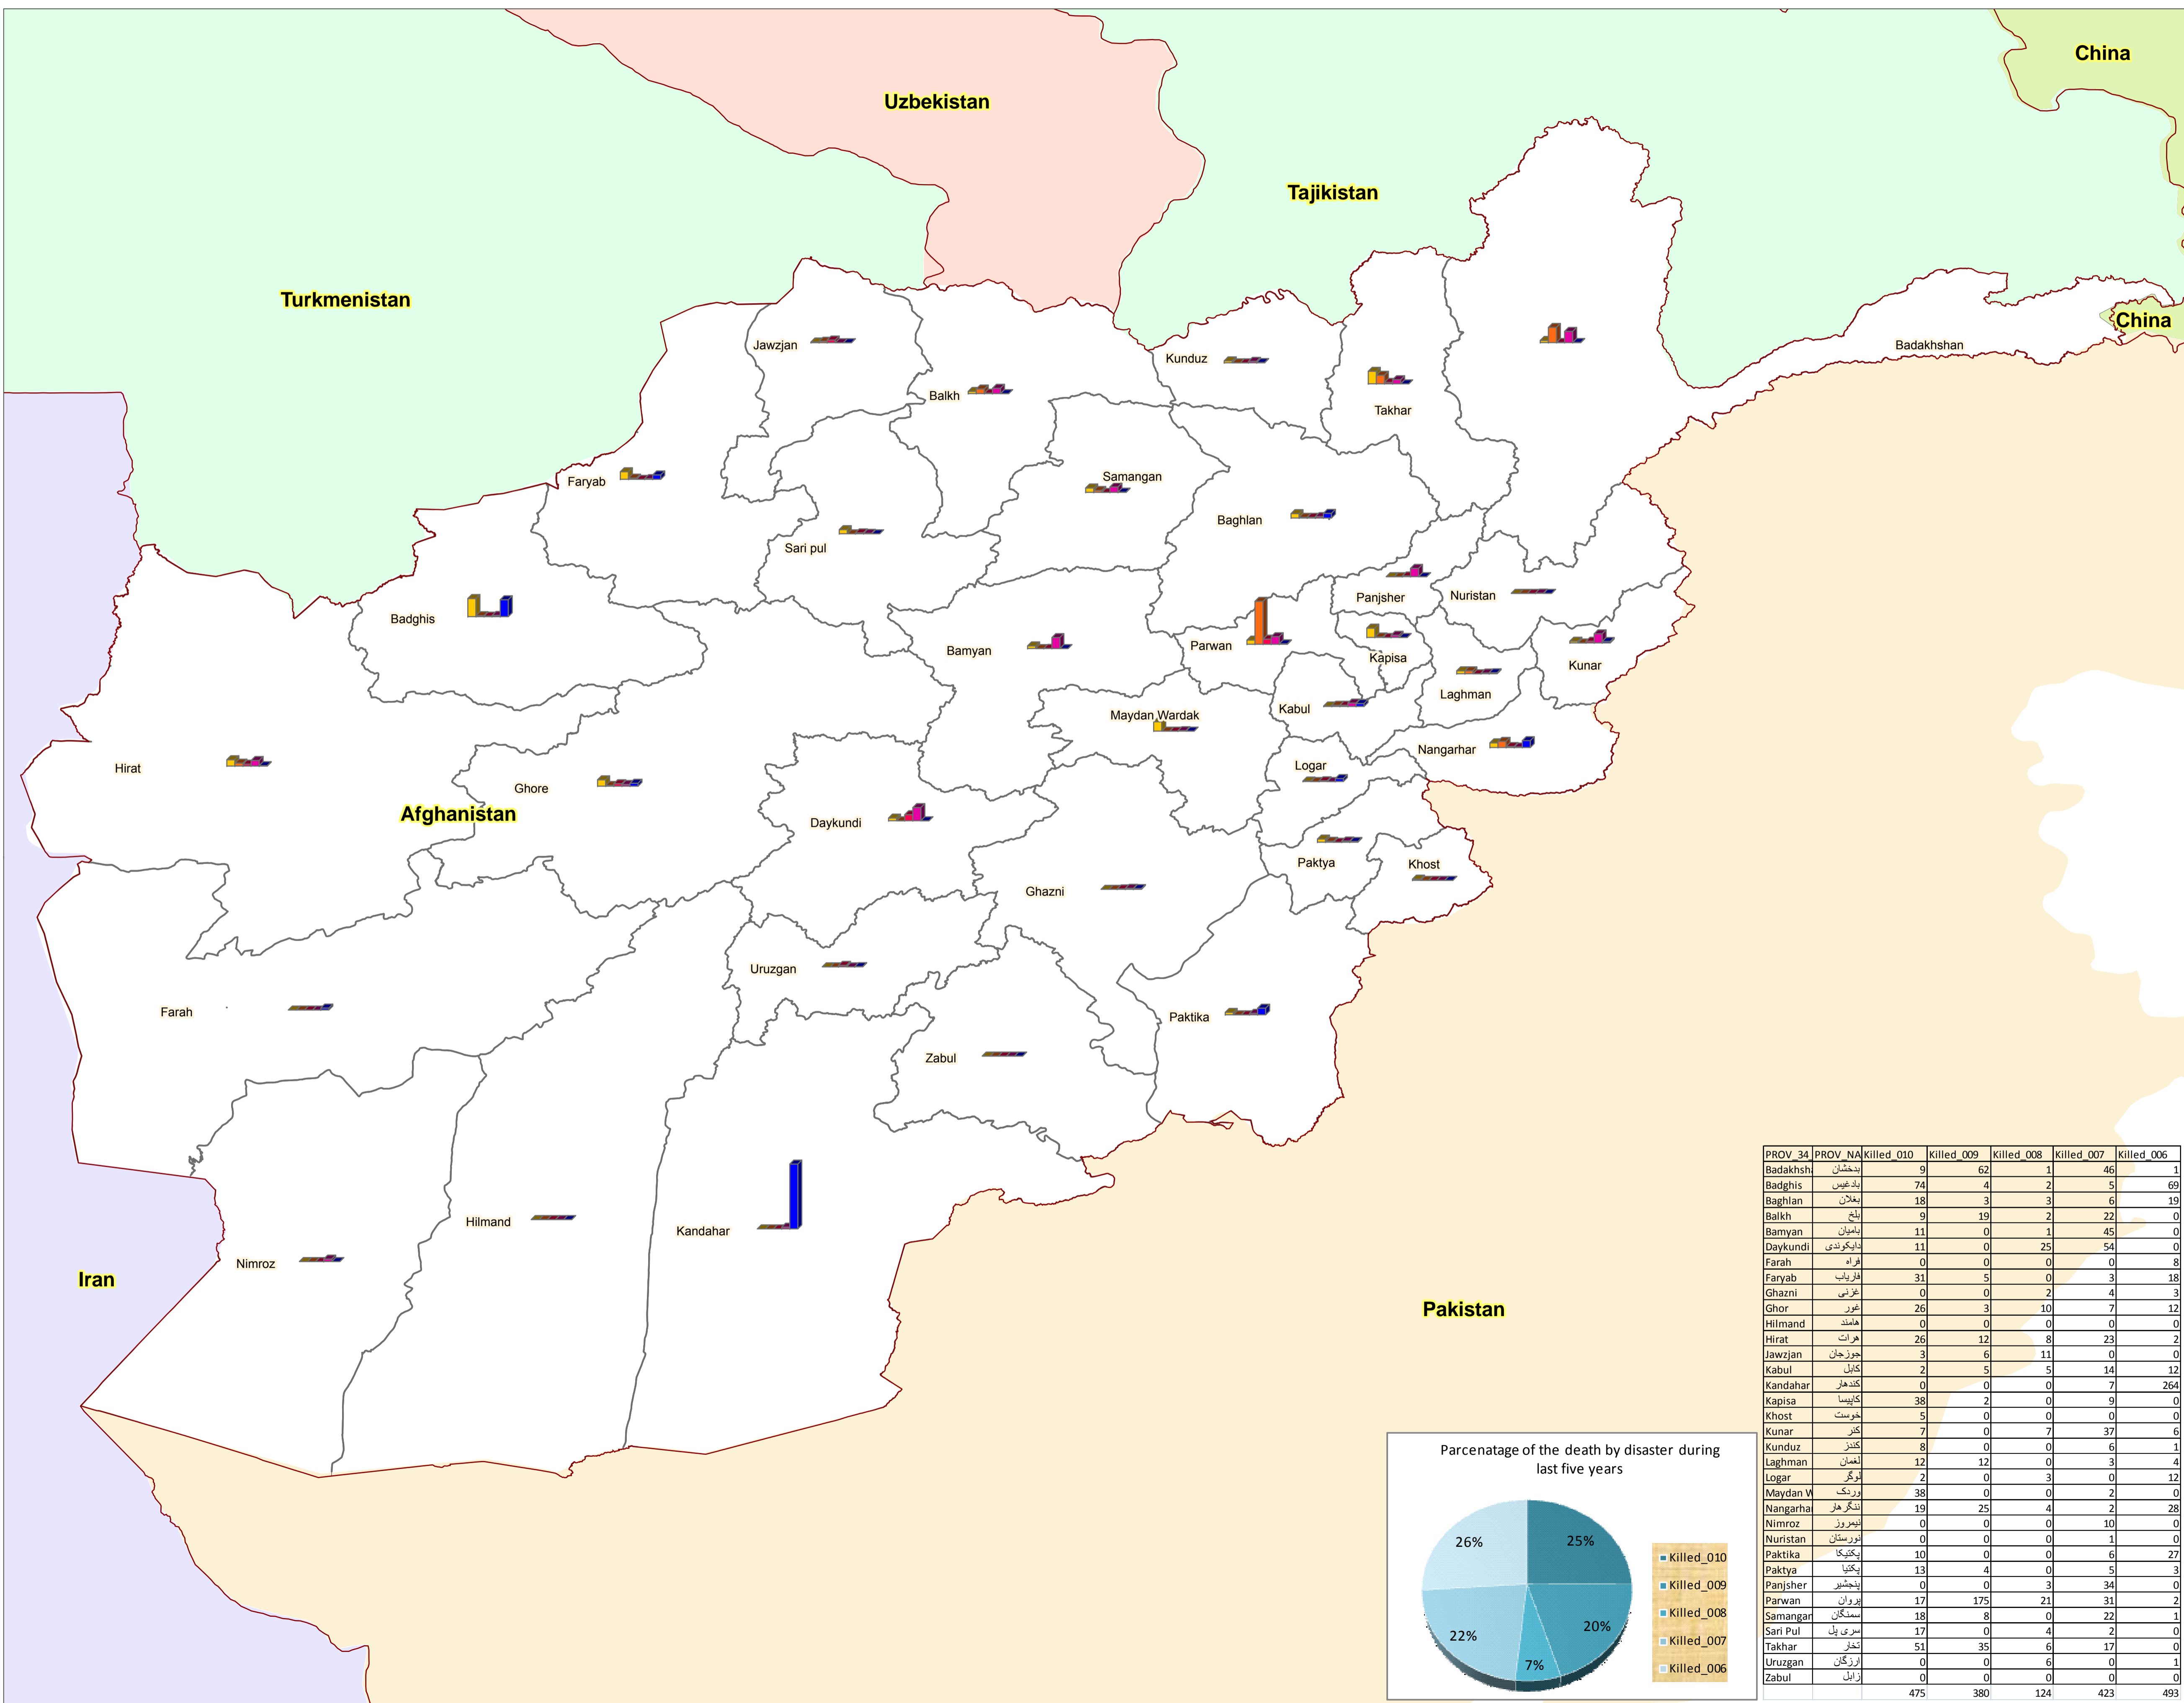 China
Uzbekistan
Tajikistan
Turkmenistan
China
Badakhshan
Jawzjan
Kunduz
Balkh
Takhar
Faryab
Samangan
Baghlan
Sari pul
Badghis
Panjsher
Nuristan
Bamyan
Parwan
Kapisa
Kunar
Laghman
Kabul
Maydan Wardak
Nangarhar
Hirat
Logar
Ghore
Afghanistan
Daykundi
Paktya
Khost
Ghazni
Uruzgan
Farah
Paktika
Zabul
Hilmand
Kandahar
Nimroz
Iran
Pakistan
Parcenatage of the death by disaster during
last five years
26%
25%
22%
20%
7%
Killed_010
Killed_009
Killed_008
Killed_007
Killed_006
PROV_34_ PROV_NA Killed_010 Killed_009 Killed_008 Killed_007 Killed_006
Badakhsha بدخشان 9 62 1 46 1
Badghis بادغیس 74 4 2 5 69
Baghlan بغلان 18 3 3 6 19
Balkh بلخ 9 19 2 22 0
Bamyan بامیان 11 0 1 45 0
Daykundi دایکوندی 11 0 25 54 0
Farah فراه 0 0 0 0 8
Faryab فاریاب 31 5 0 3 18
Ghazni غزنی 0 0 2 4 3
Ghor غور 26 3 10 7 12
Hilmand هلمند 0 0 0 0 0
Hirat هرات 26 12 8 23 2
Jawzjan جوزجان 3 6 11 0 0
Kabul کابل 2 5 5 14 12
Kandahar کندهار 0 0 0 7 264
Kapisa کاپیسا 38 2 0 9 0
Khost خوست 5 0 0 0 0
Kunar کنر 7 0 7 37 6
Kunduz کندز 8 0 0 6 1
Laghman لغمان 12 12 0 3 4
Logar لوگر 2 0 3 0 12
Maydan W وردک 38 0 0 2 0
Nangarhar ننگرهار 19 25 4 2 28
Nimroz نیمروز 0 0 0 10 0
Nuristan نورستان 0 0 0 1 0
Paktika پکتیکا 10 0 0 6 27
Paktya پکتیا 13 4 0 5 3
Panjsher پنجشیر 0 0 3 34 0
Parwan پروان 17 175 21 31 2
Samangan سمنگان 18 8 0 22 1
Sari Pul سری پل 17 0 4 2 0
Takhar تخار 51 35 6 17 0
Uruzgan ارزگان 0 0 6 0 1
Zabul زابل 0 0 0 0 0
475 380 124 423 493